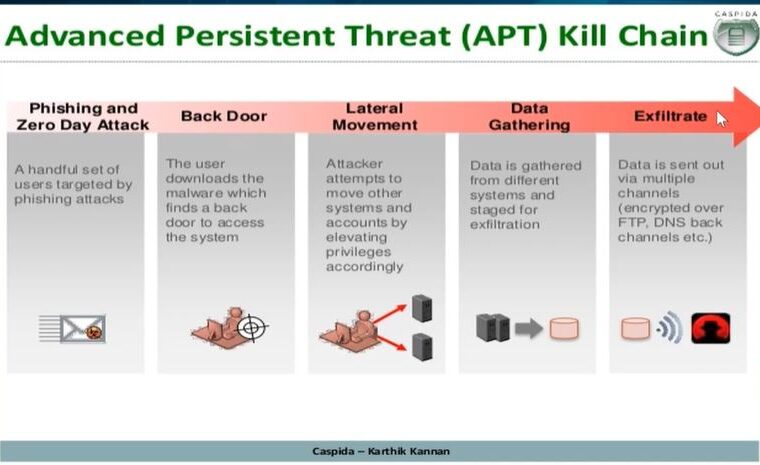 CASPIDA
Advanced Persistent Threat (APT) Kill Chain
Phishing and
Zero Day Attack
A handful set of
users targeted by
phishing attacks
Back Door
The user
downloads the
malware which
finds a back
door to access
the system
Lateral
Movement
Attacker
attempts to
move other
systems and
accounts by
elevating
privileges
accordingly
Data
Gathering
Data is gathered
from different
systems and
staged for
exfiltration
Exfiltrate
Data is sent out
via multiple
channels
(encrypted over
FTP, DNS back
channels etc.)
Caspida – Karthik Kannan